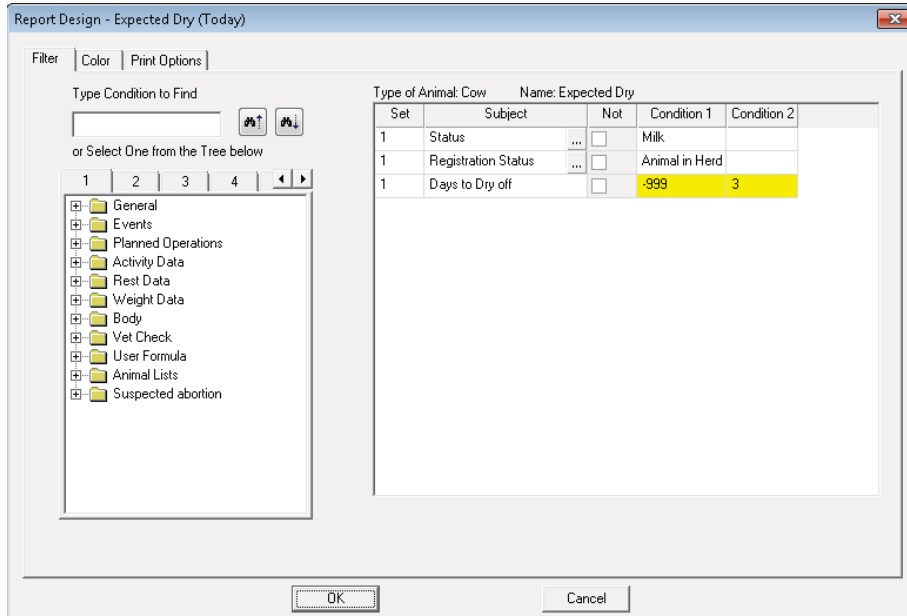 Report Design - Expected Dry (Today)
Filter Color Print Options
Type Condition to Find
or Select One from the Tree below
1 2 3 4
General
Events
Planned Operations
Activity Data
Rest Data
Weight Data
Body
Vet Check
User Formula
Animal Lists
Suspected abortion
Type of Animal: Cow Name: Expected Dry
Set Subject Not Condition 1 Condition 2
1 Status ... Milk
1 Registration Status ... Animal in Herd
1 Days to Dry off -999 3
OK Cancel